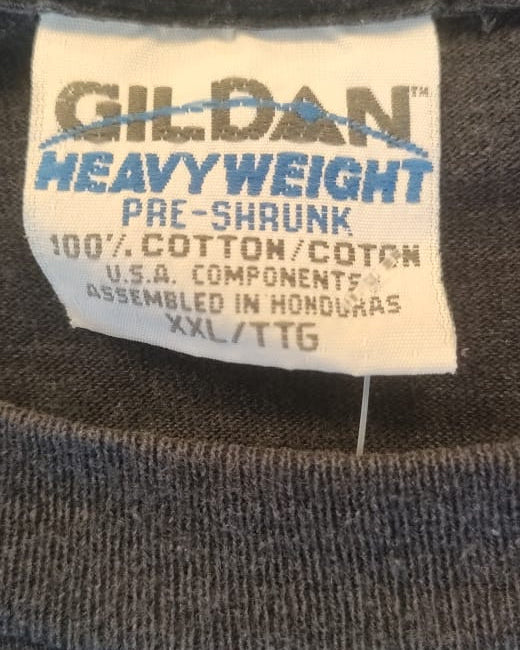 GILDAN™
HEAVYWEIGHT
PRE-SHRUNK
100% COTTON/COTON
U.S.A. COMPONENTS
ASSEMBLED IN HONDURAS
XXL/TTG